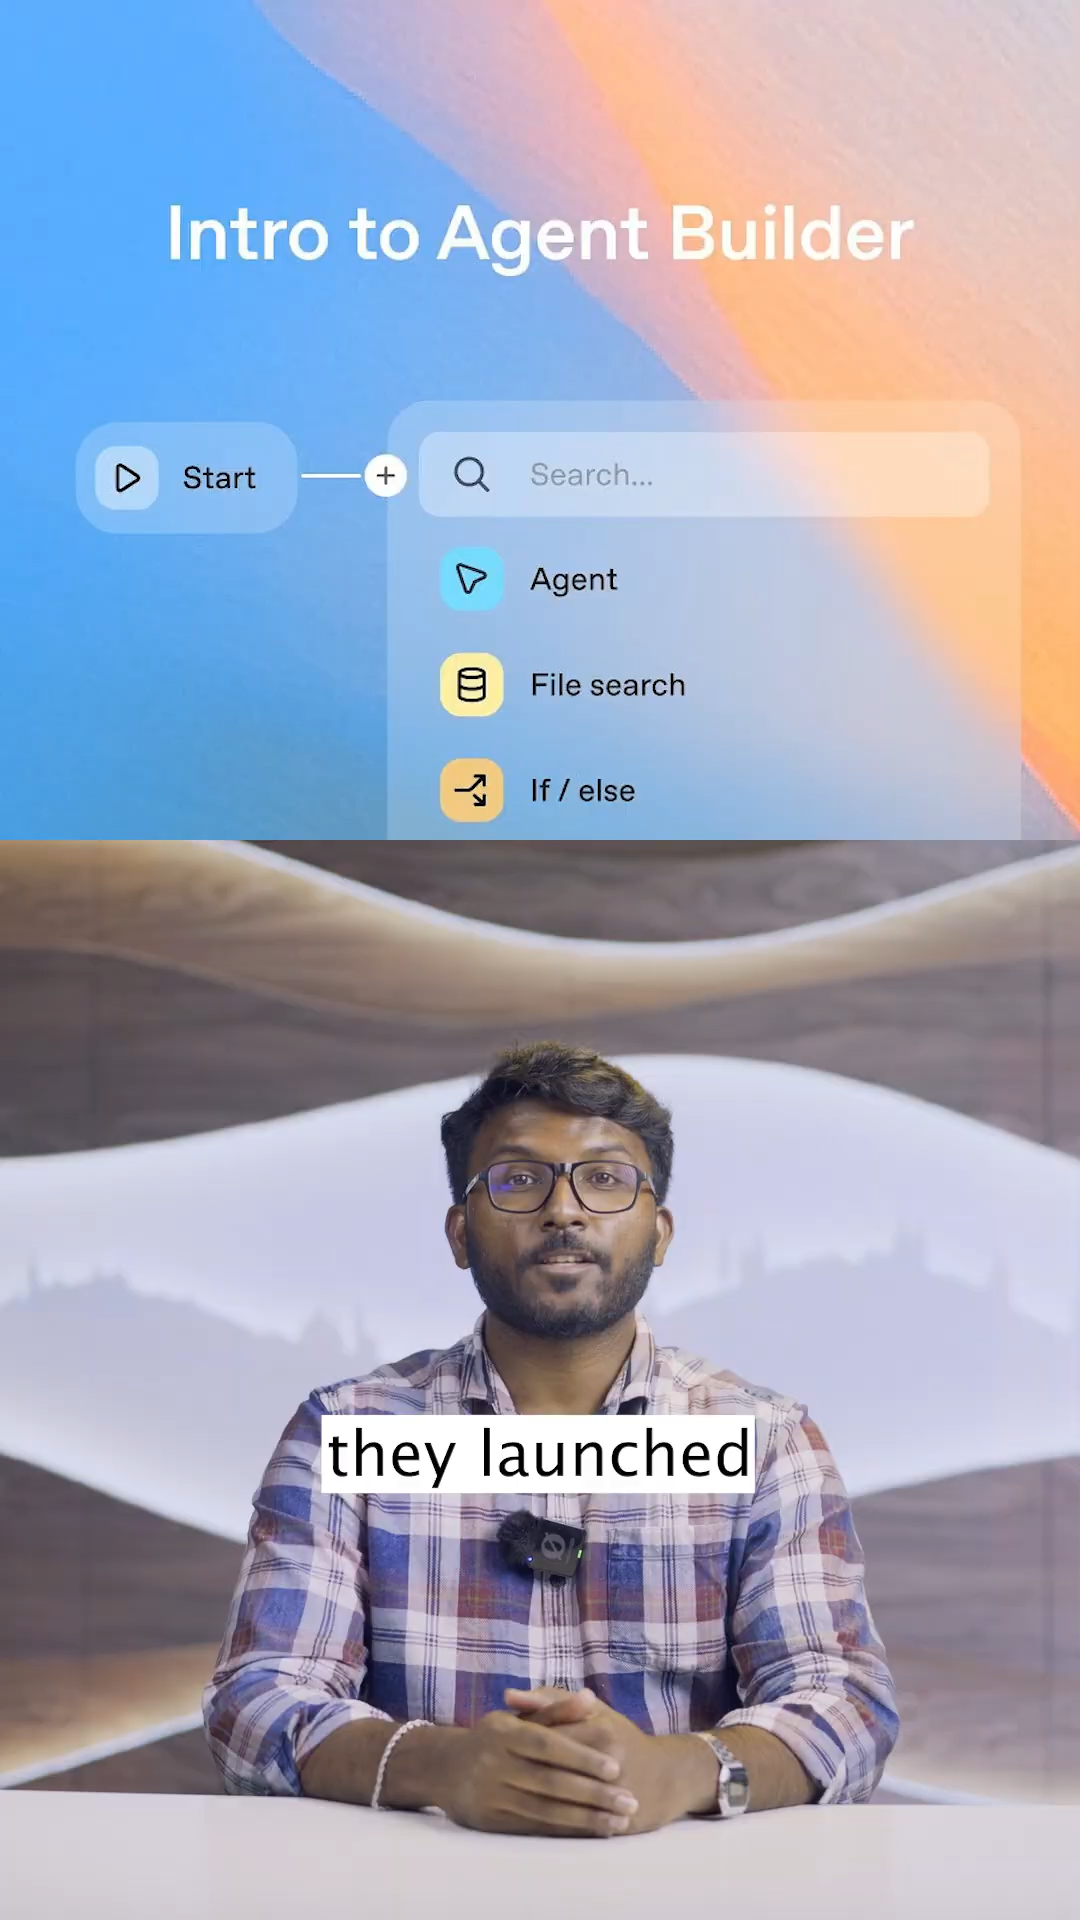 Intro to Agent Builder
Start
Search...
Agent
File search
If / else
they launched